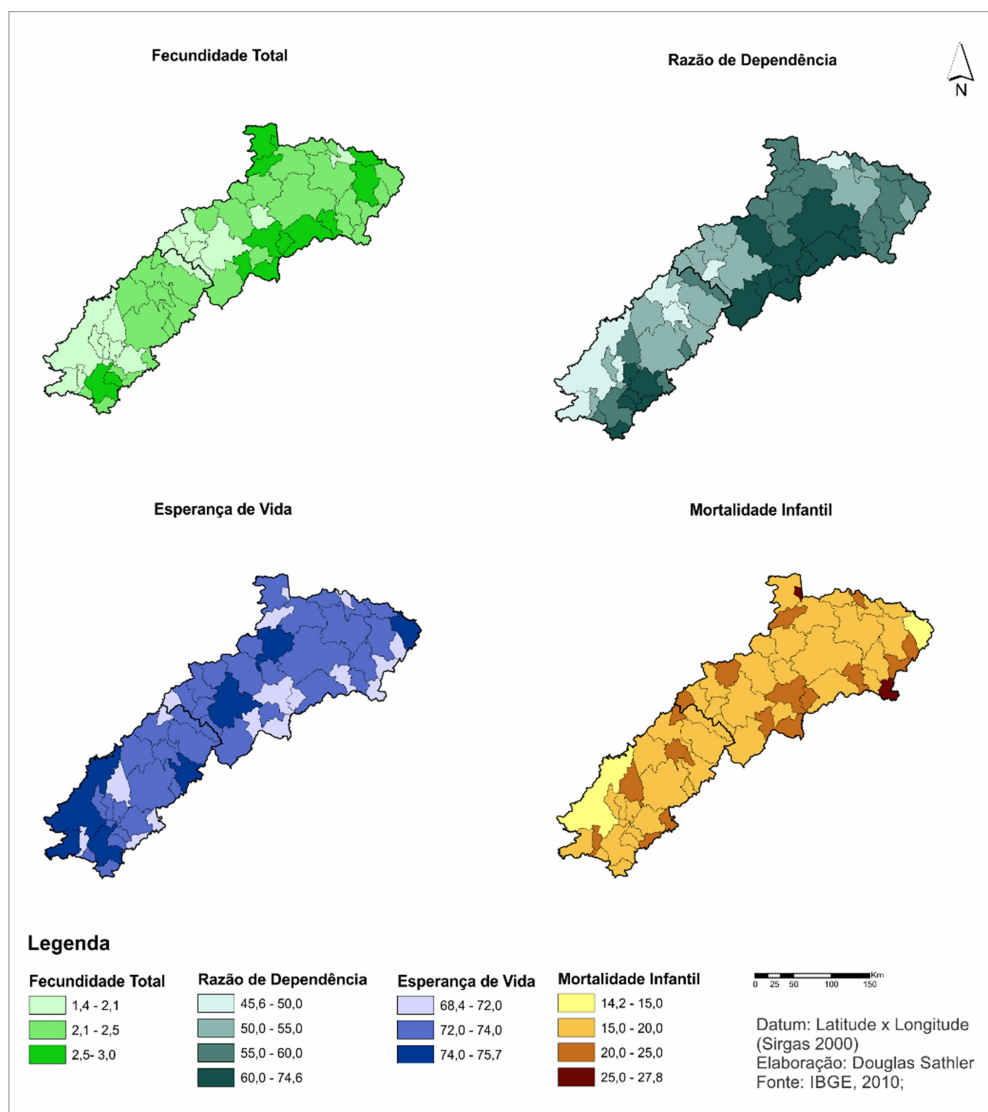 Fecundidade Total
Razão de Dependência
N
Esperança de Vida
Mortalidade Infantil
Legenda
Fecundidade Total
1,4 - 2,1
2,1 - 2,5
2,5- 3,0
Razão de Dependência
45,6 - 50,0
50,0 - 55,0
55,0 - 60,0
60,0 - 74,6
Esperança de Vida
68,4 - 72,0
72,0 - 74,0
74,0 - 75,7
Mortalidade Infantil
14,2 - 15,0
15,0 - 20,0
20,0 - 25,0
25,0 - 27,8
Km
0 25 50 100 150
Datum: Latitude x Longitude
(Sirgas 2000)
Elaboração: Douglas Sathler
Fonte: IBGE, 2010;